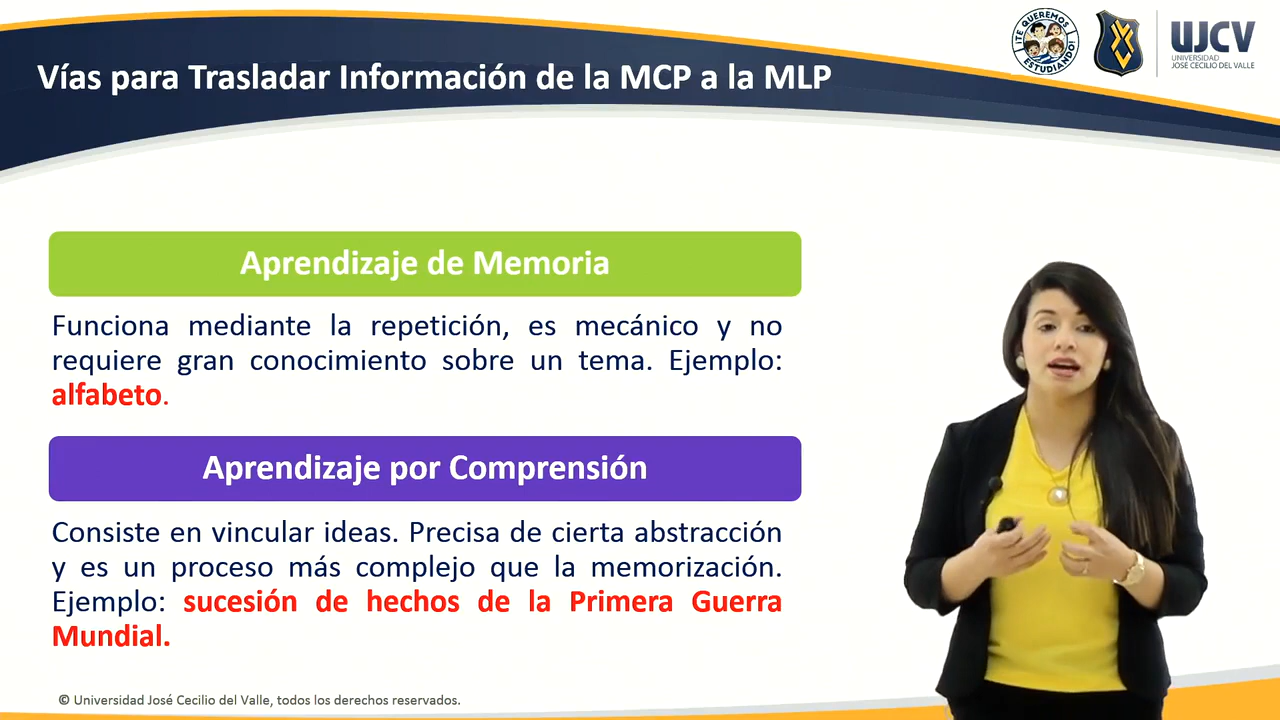 ¡TE QUEREMOS
ESTUDIANDO!
UJCV
UNIVERSIDAD
JOSÉ CECILIO DEL VALLE
Vías para Trasladar Información de la MCP a la MLP
Aprendizaje de Memoria
Funciona mediante la repetición, es mecánico y no
requiere gran conocimiento sobre un tema. Ejemplo:
alfabeto.
Aprendizaje por Comprensión
Consiste en vincular ideas. Precisa de cierta abstracción
y es un proceso más complejo que la memorización.
Ejemplo: sucesión de hechos de la Primera Guerra
Mundial.
© Universidad José Cecilio del Valle, todos los derechos reservados.